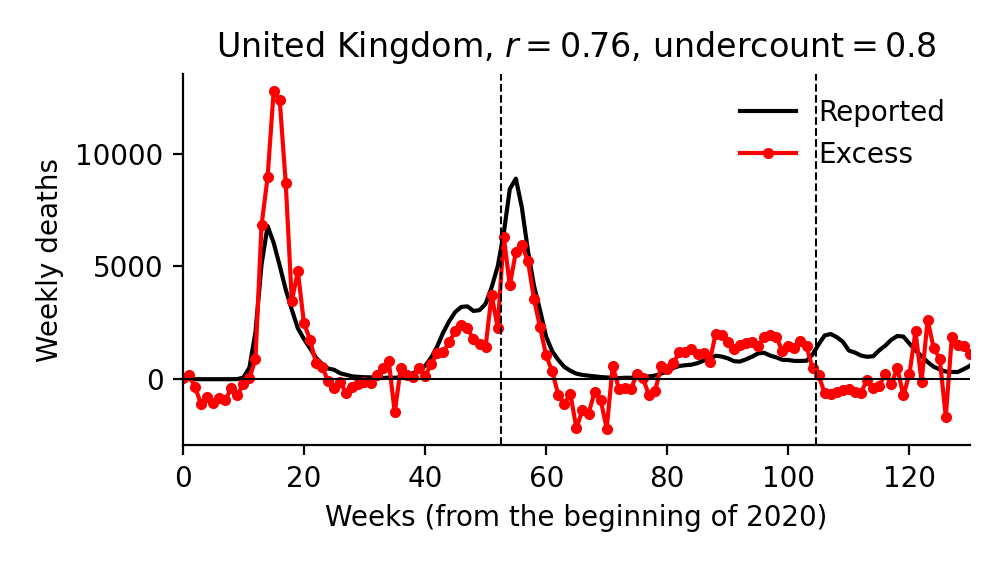 United Kingdom, r = 0.76, undercount = 0.8
Reported
Excess
Weekly deaths
10000
5000
0
0 20 40 60 80 100 120
Weeks (from the beginning of 2020)